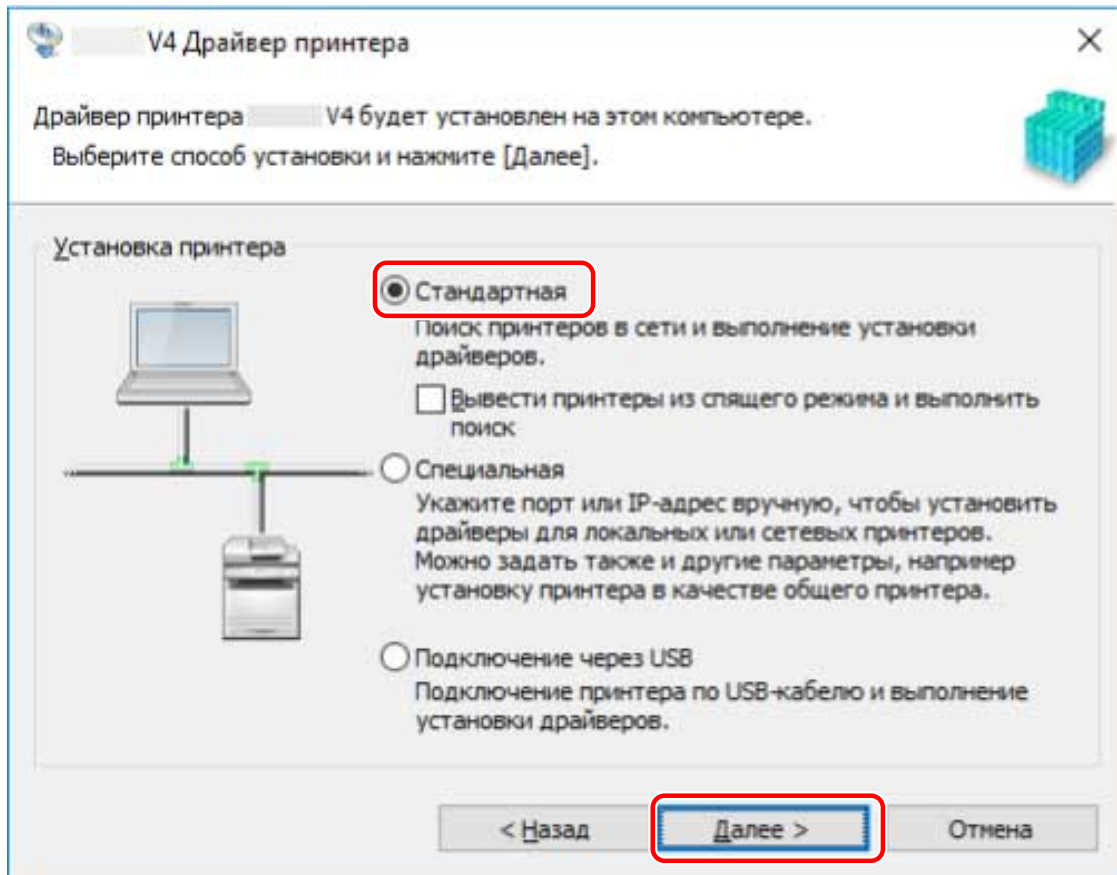 V4 Драйвер принтера
Драйвер принтера V4 будет установлен на этом компьютере.
Выберите способ установки и нажмите [Далее].
Установка принтера
Стандартная
Поиск принтеров в сети и выполнение установки
драйверов.
Вывести принтеры из спящего режима и выполнить
поиск
Специальная
Укажите порт или IP-адрес вручную, чтобы установить
драйверы для локальных или сетевых принтеров.
Можно задать также и другие параметры, например
установку принтера в качестве общего принтера.
Подключение через USB
Подключение принтера по USB-кабелю и выполнение
установки драйверов.
< Назад
Далее >
Отмена